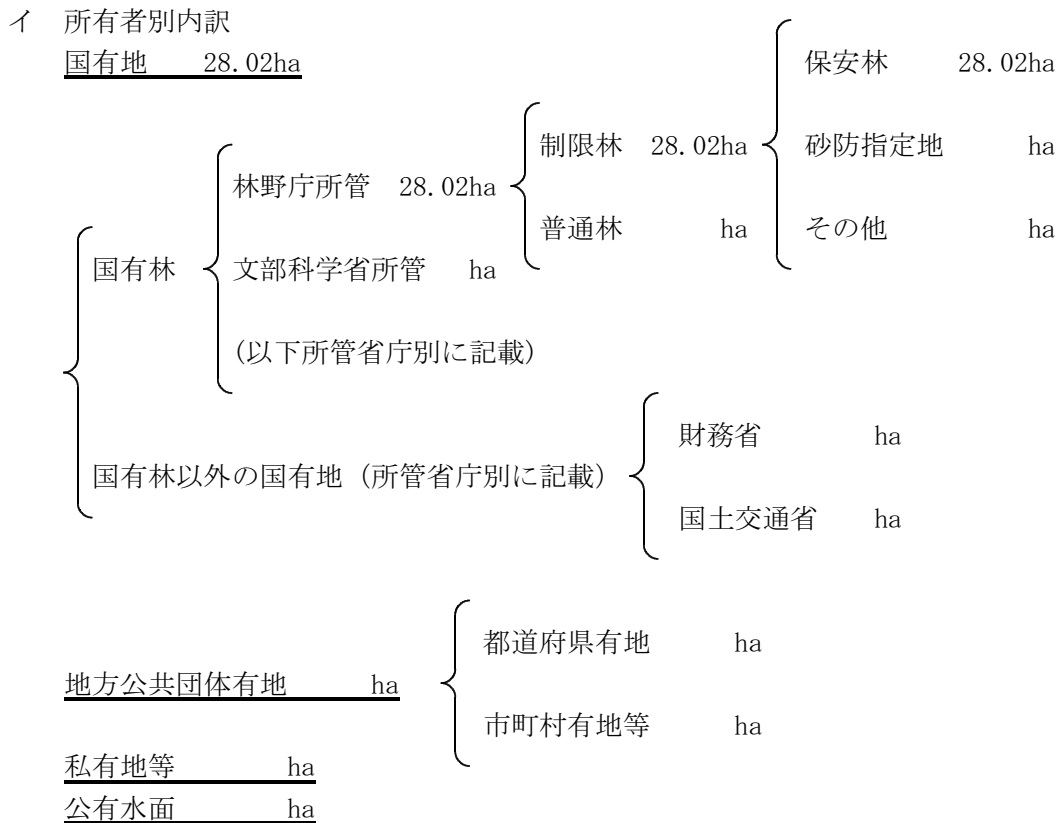 イ 所有者別内訳
国有地 28.02ha
保安林 28.02ha
制限林 28.02ha
砂防指定地 ha
林野庁所管 28.02ha
普通林 ha
その他 ha
国有林
文部科学省所管 ha
(以下所管省庁別に記載)
財務省 ha
国有林以外の国有地（所管省庁別に記載）
国土交通省 ha
都道府県有地 ha
地方公共団体有地 ha
市町村有地等 ha
私有地等 ha
公有水面 ha